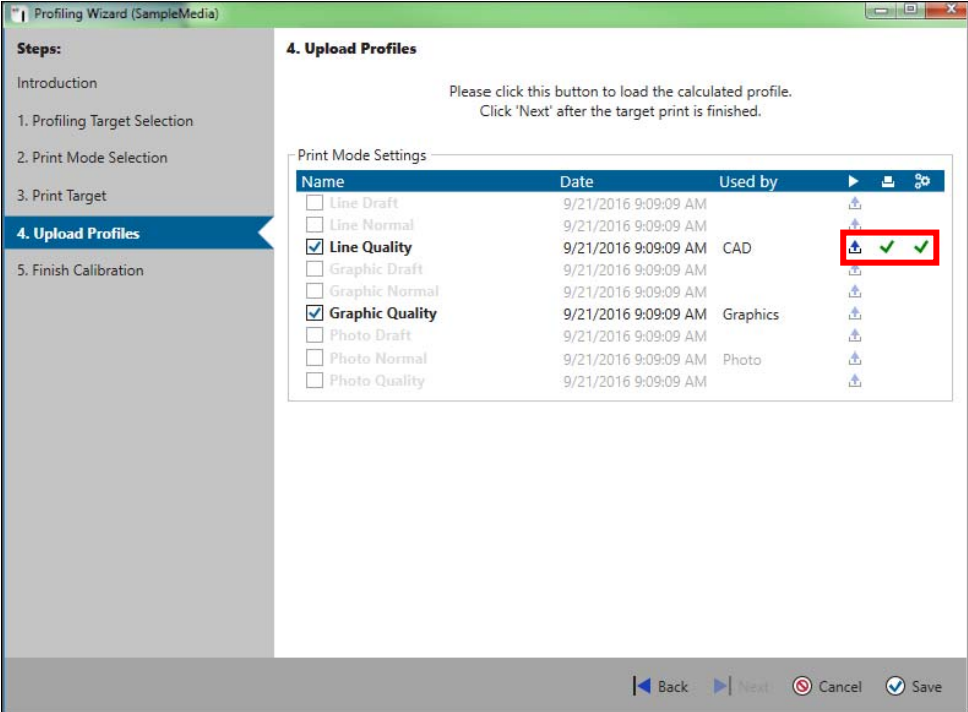 Profiling Wizard (SampleMedia)
Steps:
Introduction
1. Profiling Target Selection
2. Print Mode Selection
3. Print Target
4. Upload Profiles
5. Finish Calibration
4. Upload Profiles
Please click this button to load the calculated profile.
Click 'Next' after the target print is finished.
Print Mode Settings
Name Date Used by
Line Draft 9/21/2016 9:09:09 AM
Line Normal 9/21/2016 9:09:09 AM
Line Quality 9/21/2016 9:09:09 AM CAD
Graphic Draft 9/21/2016 9:09:09 AM
Graphic Normal 9/21/2016 9:09:09 AM
Graphic Quality 9/21/2016 9:09:09 AM Graphics
Photo Draft 9/21/2016 9:09:09 AM
Photo Normal 9/21/2016 9:09:09 AM Photo
Photo Quality 9/21/2016 9:09:09 AM
Back Next Cancel Save